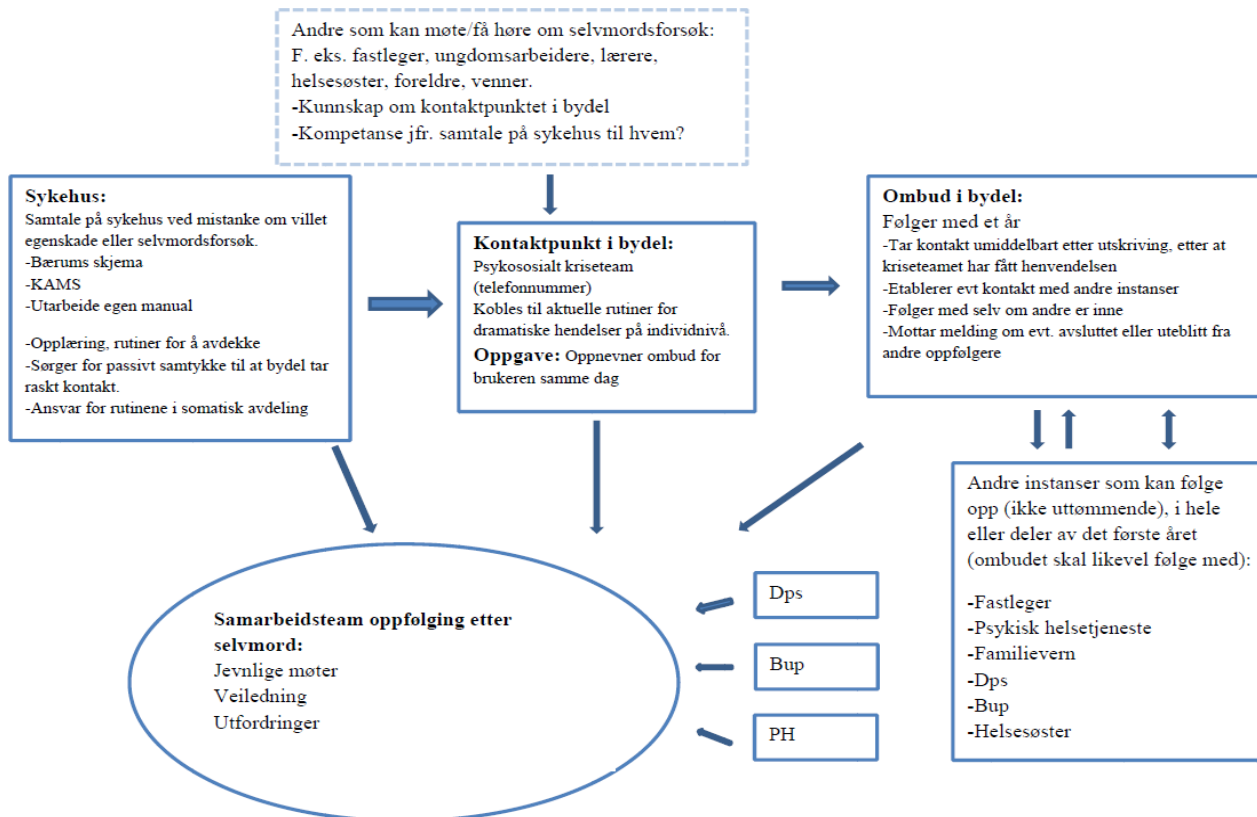 Andre som kan møte/få høre om selvmordsforsøk:
F. eks. fastleger, ungdomsarbeidere, lærere,
helsesøster, foreldre, venner.
-Kunnskap om kontaktpunktet i bydel
-Kompetanse jfr. samtale på sykehus til hvem?
Sykehus:
Samtale på sykehus ved mistanke om villet
egenskade eller selvmordsforsøk.
-Bærums skjema
-KAMS
-Utarbeide egen manual
-Opplæring, rutiner for å avdekke
-Sørger for passivt samtykke til at bydel tar
raskt kontakt.
-Ansvar for rutinene i somatisk avdeling
Kontaktpunkt i bydel:
Psykososialt kriseteam
(telefonnummer)
Kobles til aktuelle rutiner for
dramatiske hendelser på individnivå.
Oppgave: Oppnevner ombud for
brukeren samme dag
Ombud i bydel:
Følger med et år
-Tar kontakt umiddelbart etter utskriving, etter at
kriseteamet har fått henvendelsen
-Etablerer evt kontakt med andre instanser
-Følger med selv om andre er inne
-Mottar melding om evt. avsluttet eller uteblitt fra
andre oppfølgere
Andre instanser som kan følge
opp (ikke uttømmende), i hele
eller deler av det første året
(ombudet skal likevel følge med):
-Fastleger
-Psykisk helsetjeneste
-Familievern
-Dps
-Bup
-Helsesøster
Samarbeidsteam oppfølging etter
selvmord:
Jevnlige møter
Veiledning
Utfordringer
Dps
Bup
PH